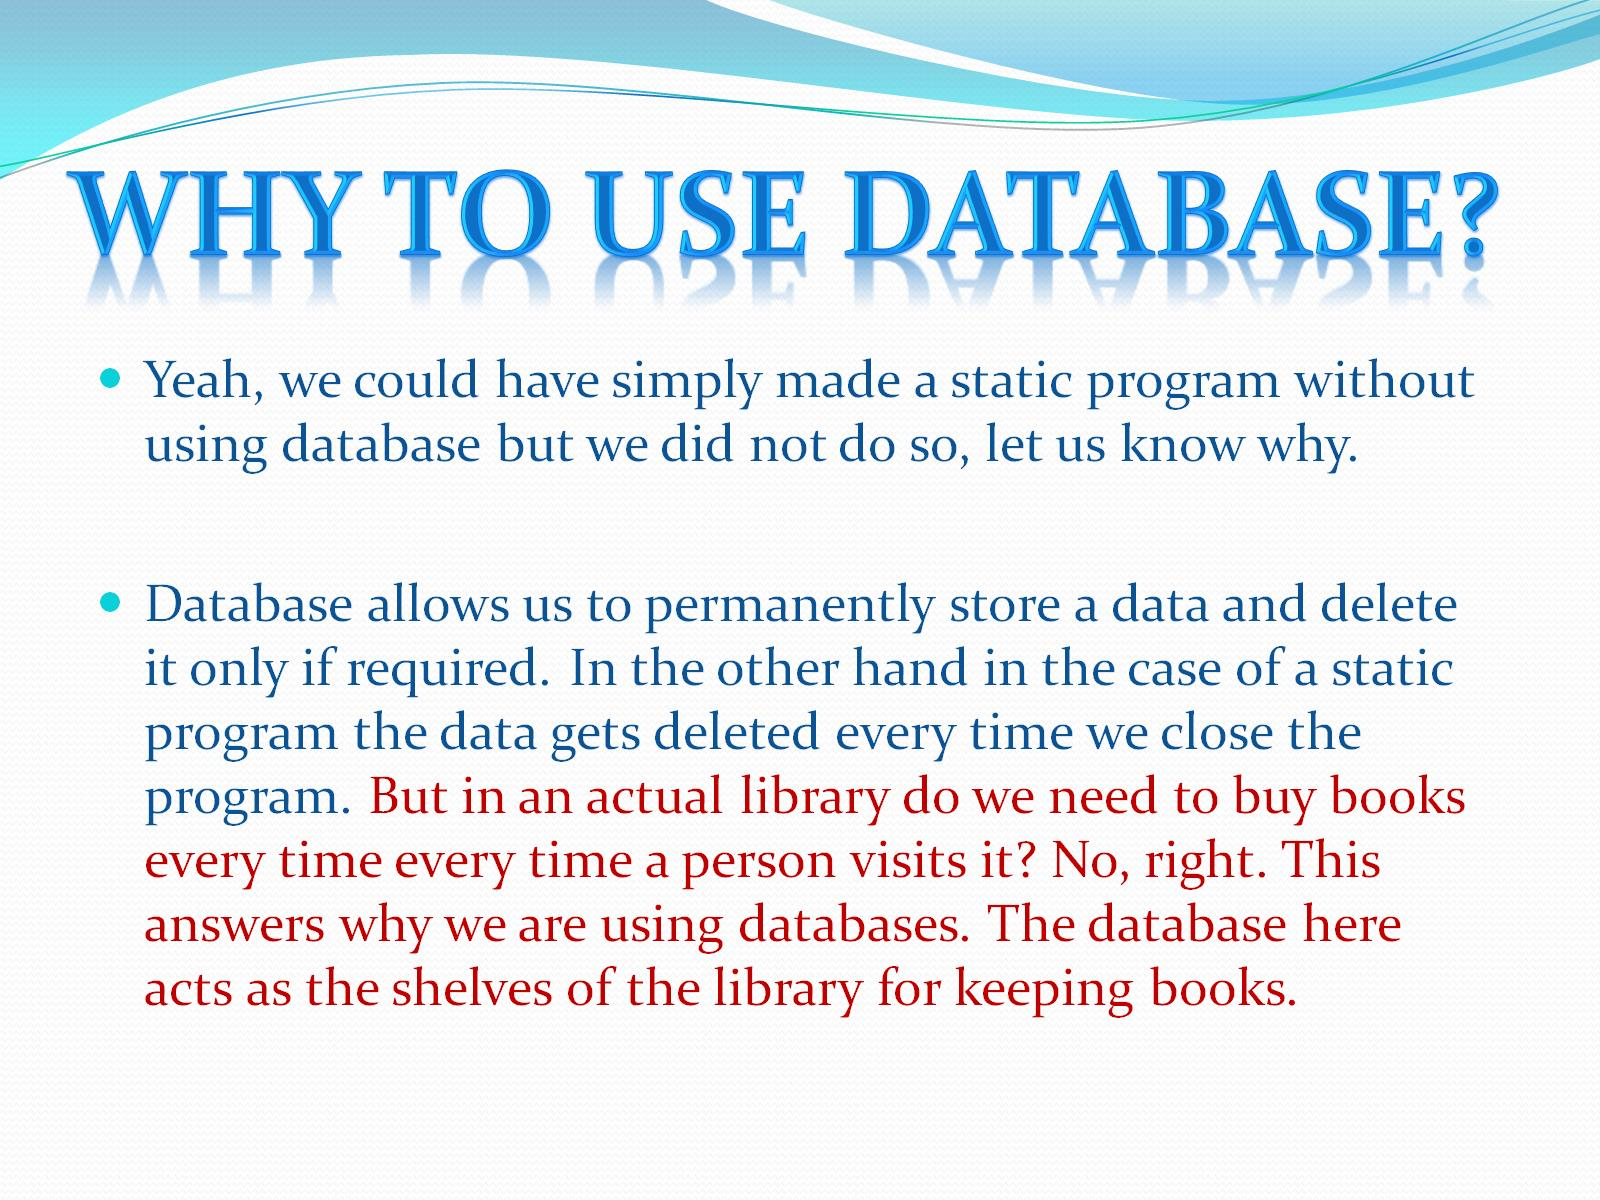 WHY TO USE DATABASE?
• Yeah, we could have simply made a static program without
using database but we did not do so, let us know why.
• Database allows us to permanently store a data and delete
it only if required. In the other hand in the case of a static
program the data gets deleted every time we close the
program. But in an actual library do we need to buy books
every time every time a person visits it? No, right. This
answers why we are using databases. The database here
acts as the shelves of the library for keeping books.